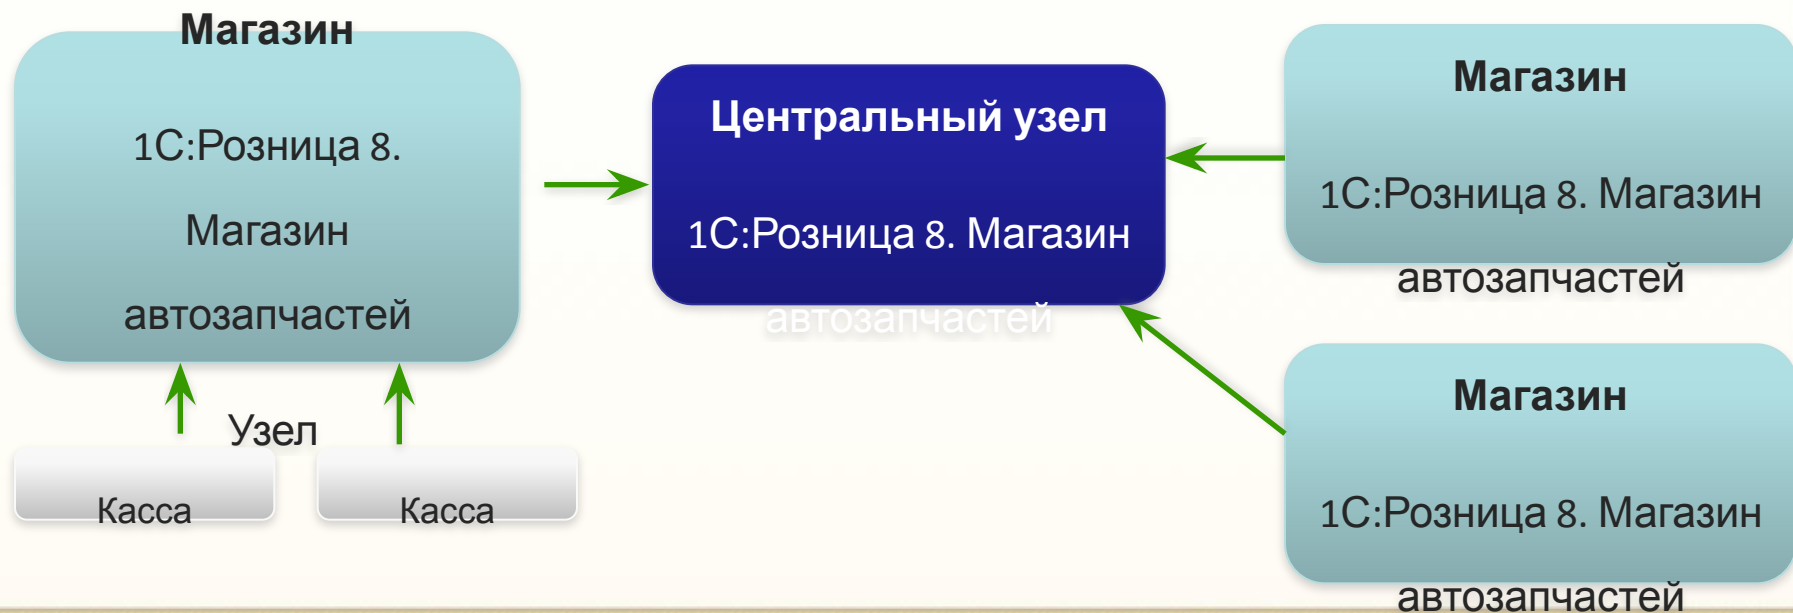 Магазин
1С:Розница 8.
Магазин
автозапчастей
Узел
Касса
Касса
Центральный узел
1С:Розница 8. Магазин
автозапчастей
Магазин
1С:Розница 8. Магазин
автозапчастей
Магазин
1С:Розница 8. Магазин
автозапчастей